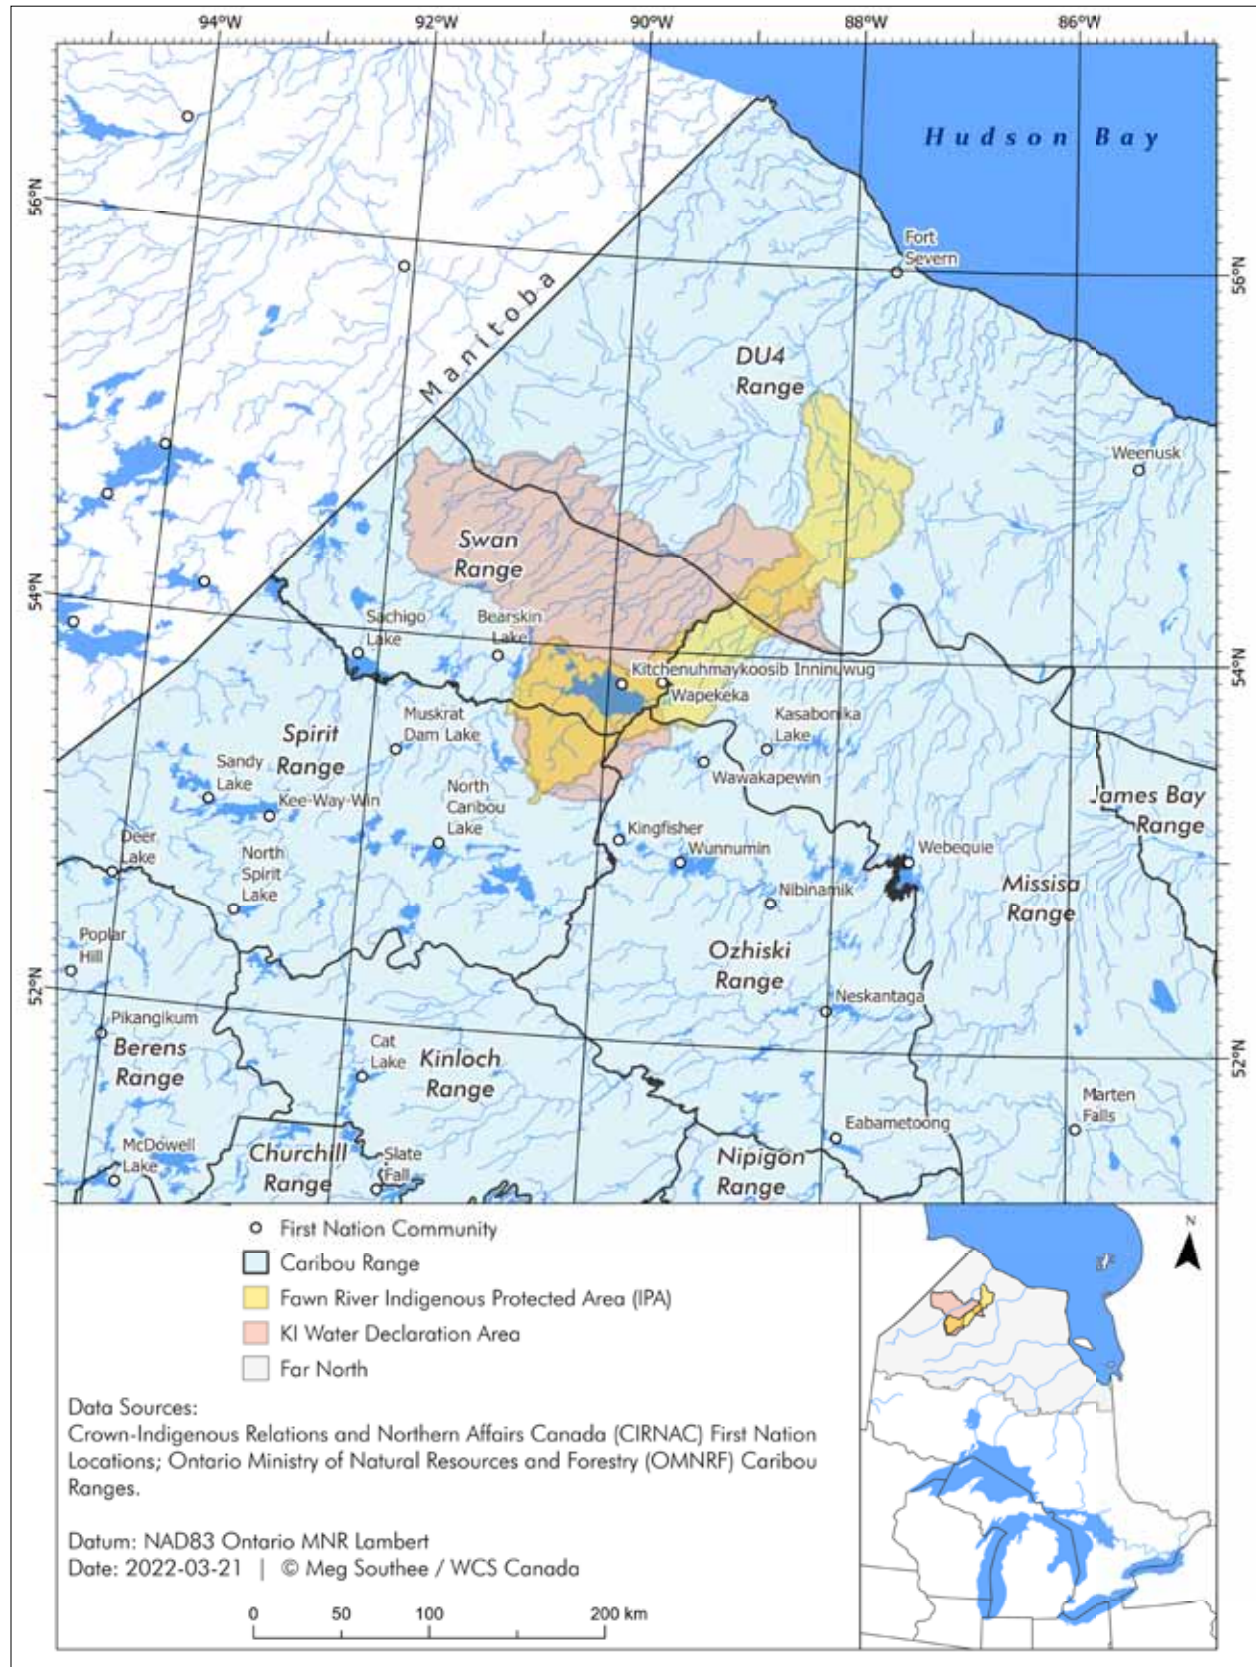 94°W
92°W
90°W
88°W
86°W
Hudson Bay
56°N
56°N
Fort
Severn
Manitoba
DU4
Range
Weenusk
Swan
Range
54°N
54°N
Sachigo
Lake
Bearskin
Lake
Kitchenuhmaykoosib Inninuwug
Wapekeka
Muskrat
Dam Lake
Kasabonika
Lake
Spirit
Range
Sandy
Lake
Wawakapewin
Kee-Way-Win
North
Caribou
Lake
James Bay
Range
Deer
Lake
Kingfisher
Wunnumin
Webequie
North
Spirit
Lake
Nibinamik
Missisa
Range
Poplar
Hill
Ozhiski
Range
52°N
52°N
Neskantaga
Pikangikum
Berens
Range
Cat
Lake
Kinloch
Range
Marten
Falls
Eabametoong
McDowell
Lake
Churchill
Range
Slate
Fall
Nipigon
Range
First Nation Community
Caribou Range
Fawn River Indigenous Protected Area (IPA)
KI Water Declaration Area
Far North
N
Data Sources:
Crown-Indigenous Relations and Northern Affairs Canada (CIRNAC) First Nation
Locations; Ontario Ministry of Natural Resources and Forestry (OMNRF) Caribou
Ranges.
Datum: NAD83 Ontario MNR Lambert
Date: 2022-03-21 | © Meg Southee / WCS Canada
0 50 100 200 km